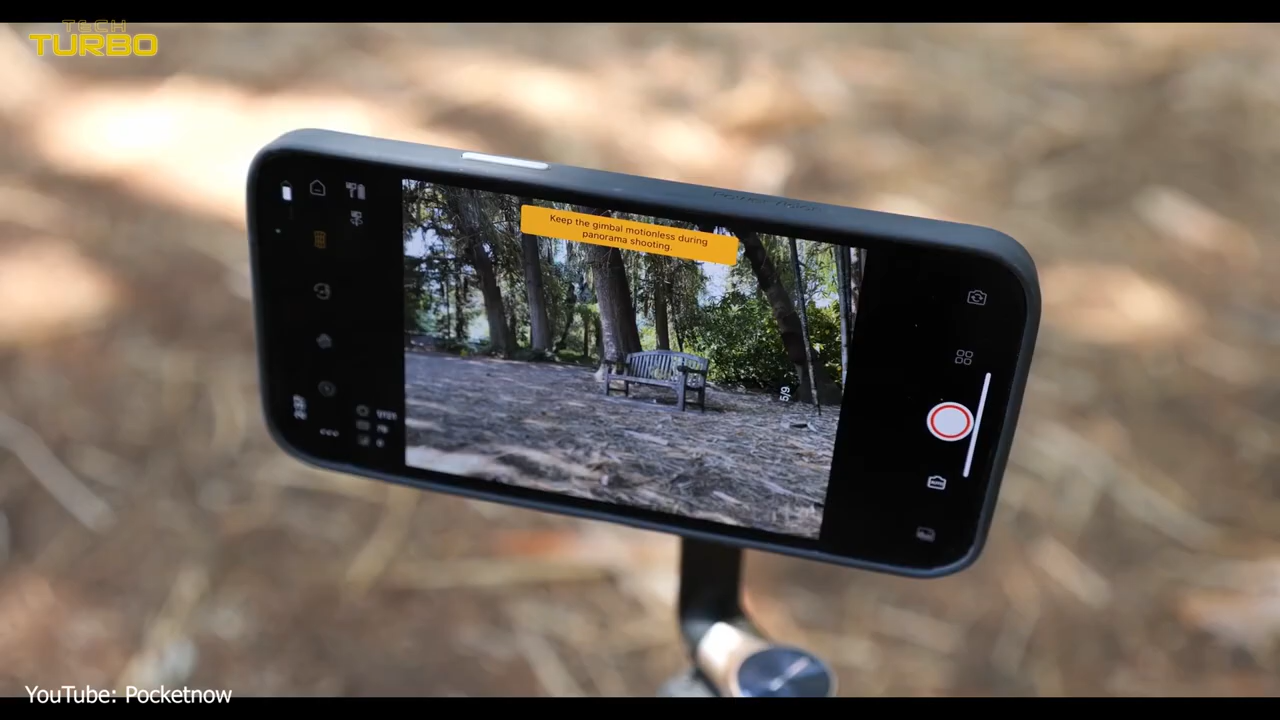 TECH
TURBO
Keep the gimbal motionless during
panorama shooting.
5/9
YouTube: Pocketnow